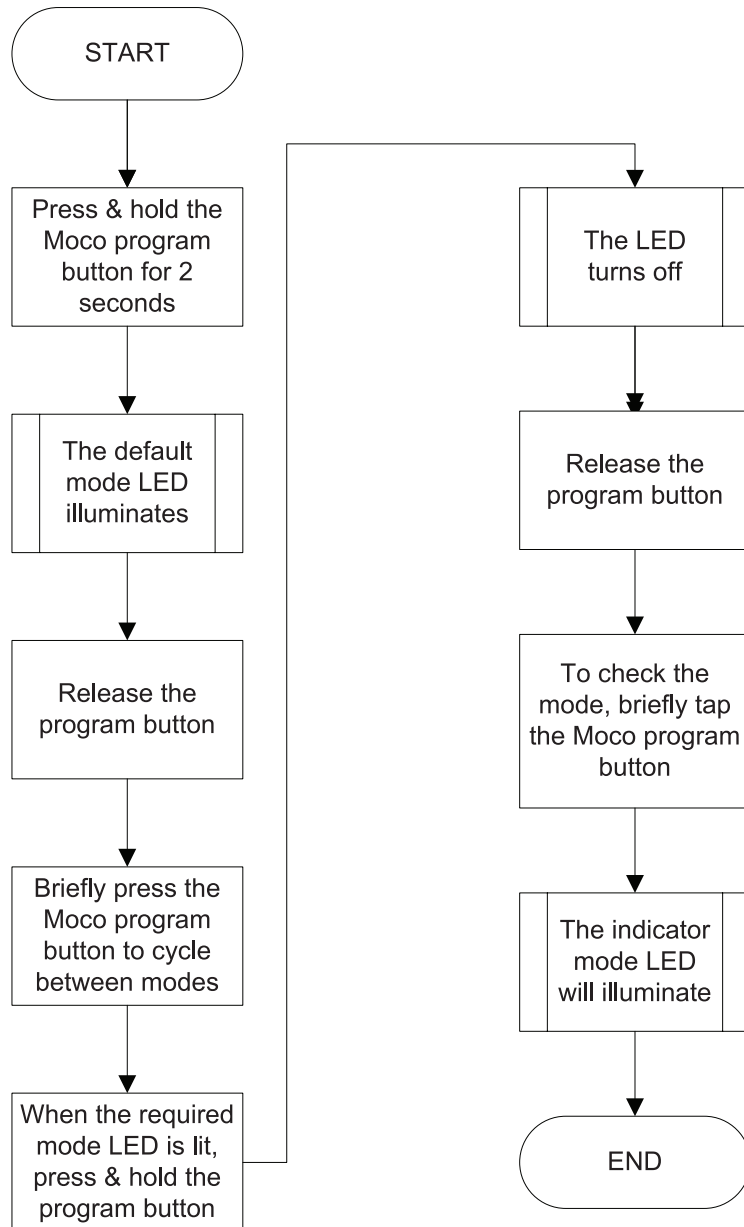 START
Press & hold the
Moco program
button for 2
seconds
The default
mode LED
illuminates
Release the
program button
Briefly press the
Moco program
button to cycle
between modes
When the required
mode LED is lit,
press & hold the
program button
The LED
turns off
Release the
program button
To check the
mode, briefly tap
the Moco program
button
The indicator
mode LED
will illuminate
END